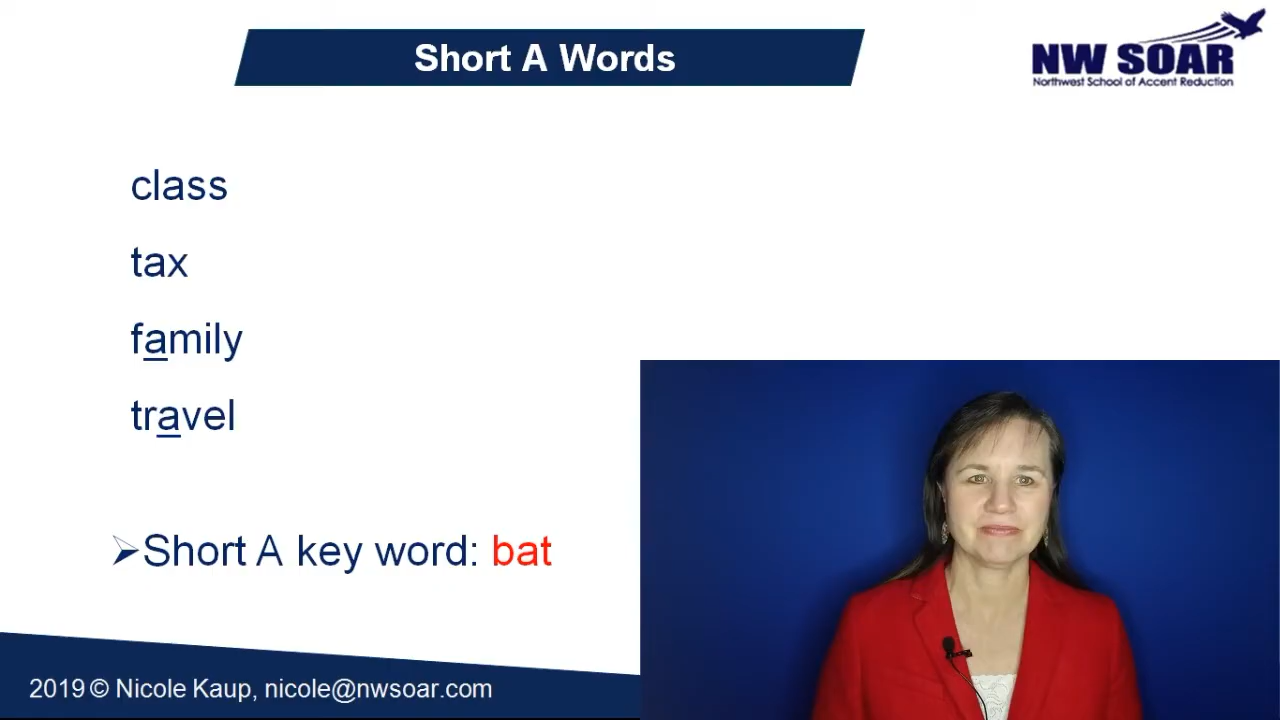 Short A Words
NW SOAR
Northwest School of Accent Reduction
class
tax
family
travel
➢Short A key word: bat
2019 © Nicole Kaup, nicole@nwsoar.com